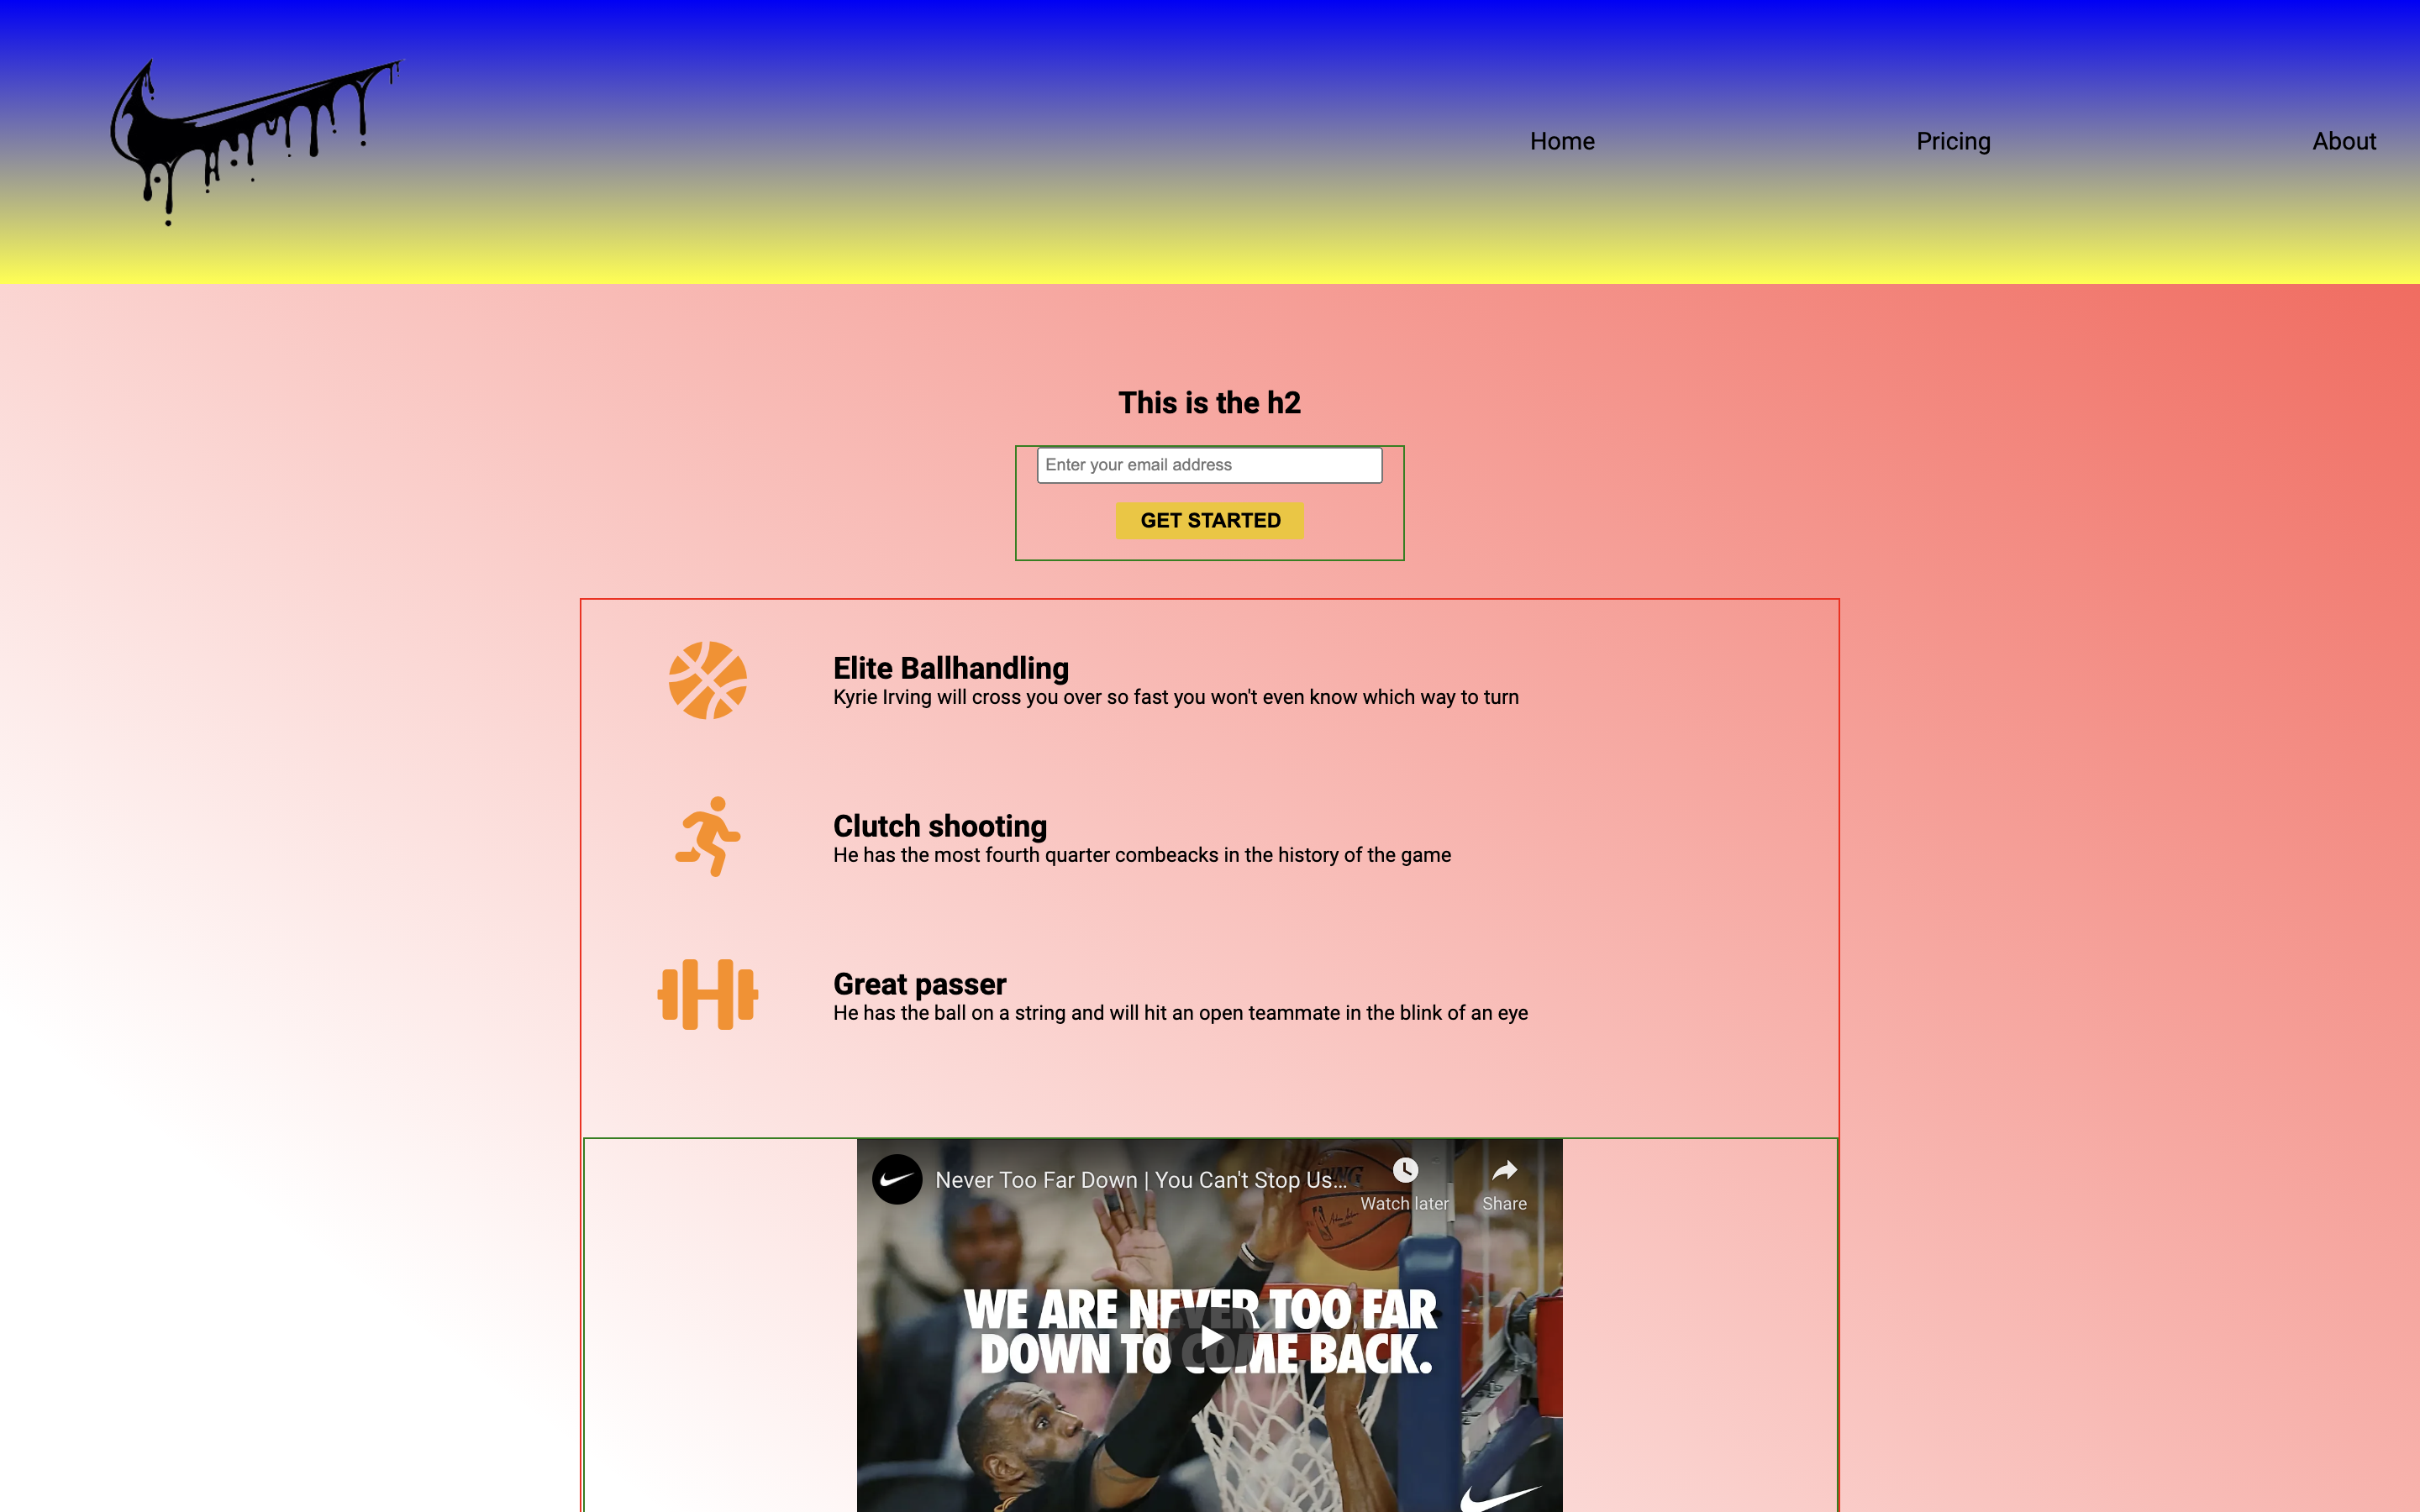 Home
Pricing
About
This is the h2
Enter your email address
GET STARTED
Elite Ballhandling
Kyrie Irving will cross you over so fast you won't even know which way to turn
Clutch shooting
He has the most fourth quarter combeacks in the history of the game
Great passer
He has the ball on a string and will hit an open teammate in the blink of an eye
Never Too Far Down | You Can't Stop Us...
Watch later
Share
WE ARE NEVER TOO FAR
DOWN TO COME BACK.